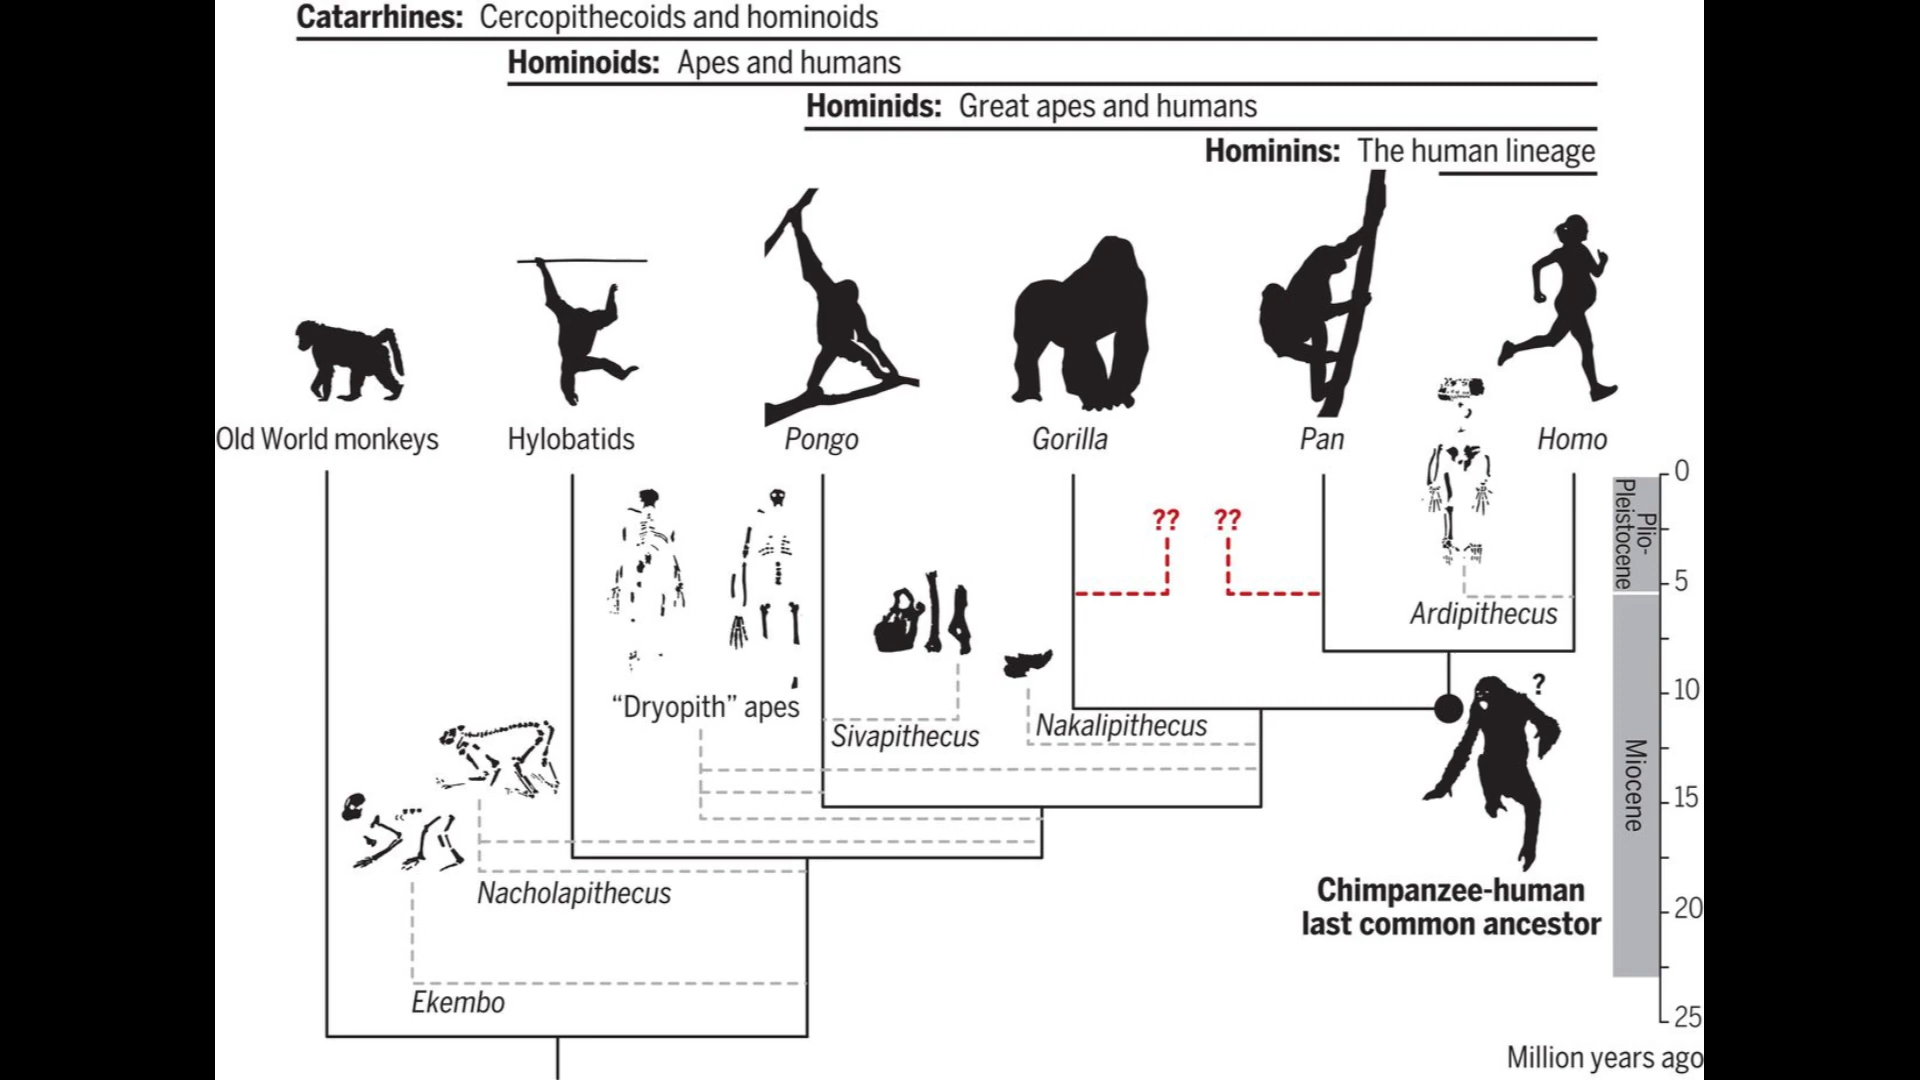 Catarrhines: Cercopithecoids and hominoids
Hominoids: Apes and humans
Hominids: Great apes and humans
Hominins: The human lineage
Old World monkeys
Hylobatids
Pongo
Gorilla
Pan
Homo
0
Plio-
Pleistocene
?? ??
5
Ardipithecus
?
10
"Dryopith" apes
Sivapithecus
Nakalipithecus
Miocene
15
Nacholapithecus
Chimpanzee-human
last common ancestor
20
Ekembo
25
Million years ago